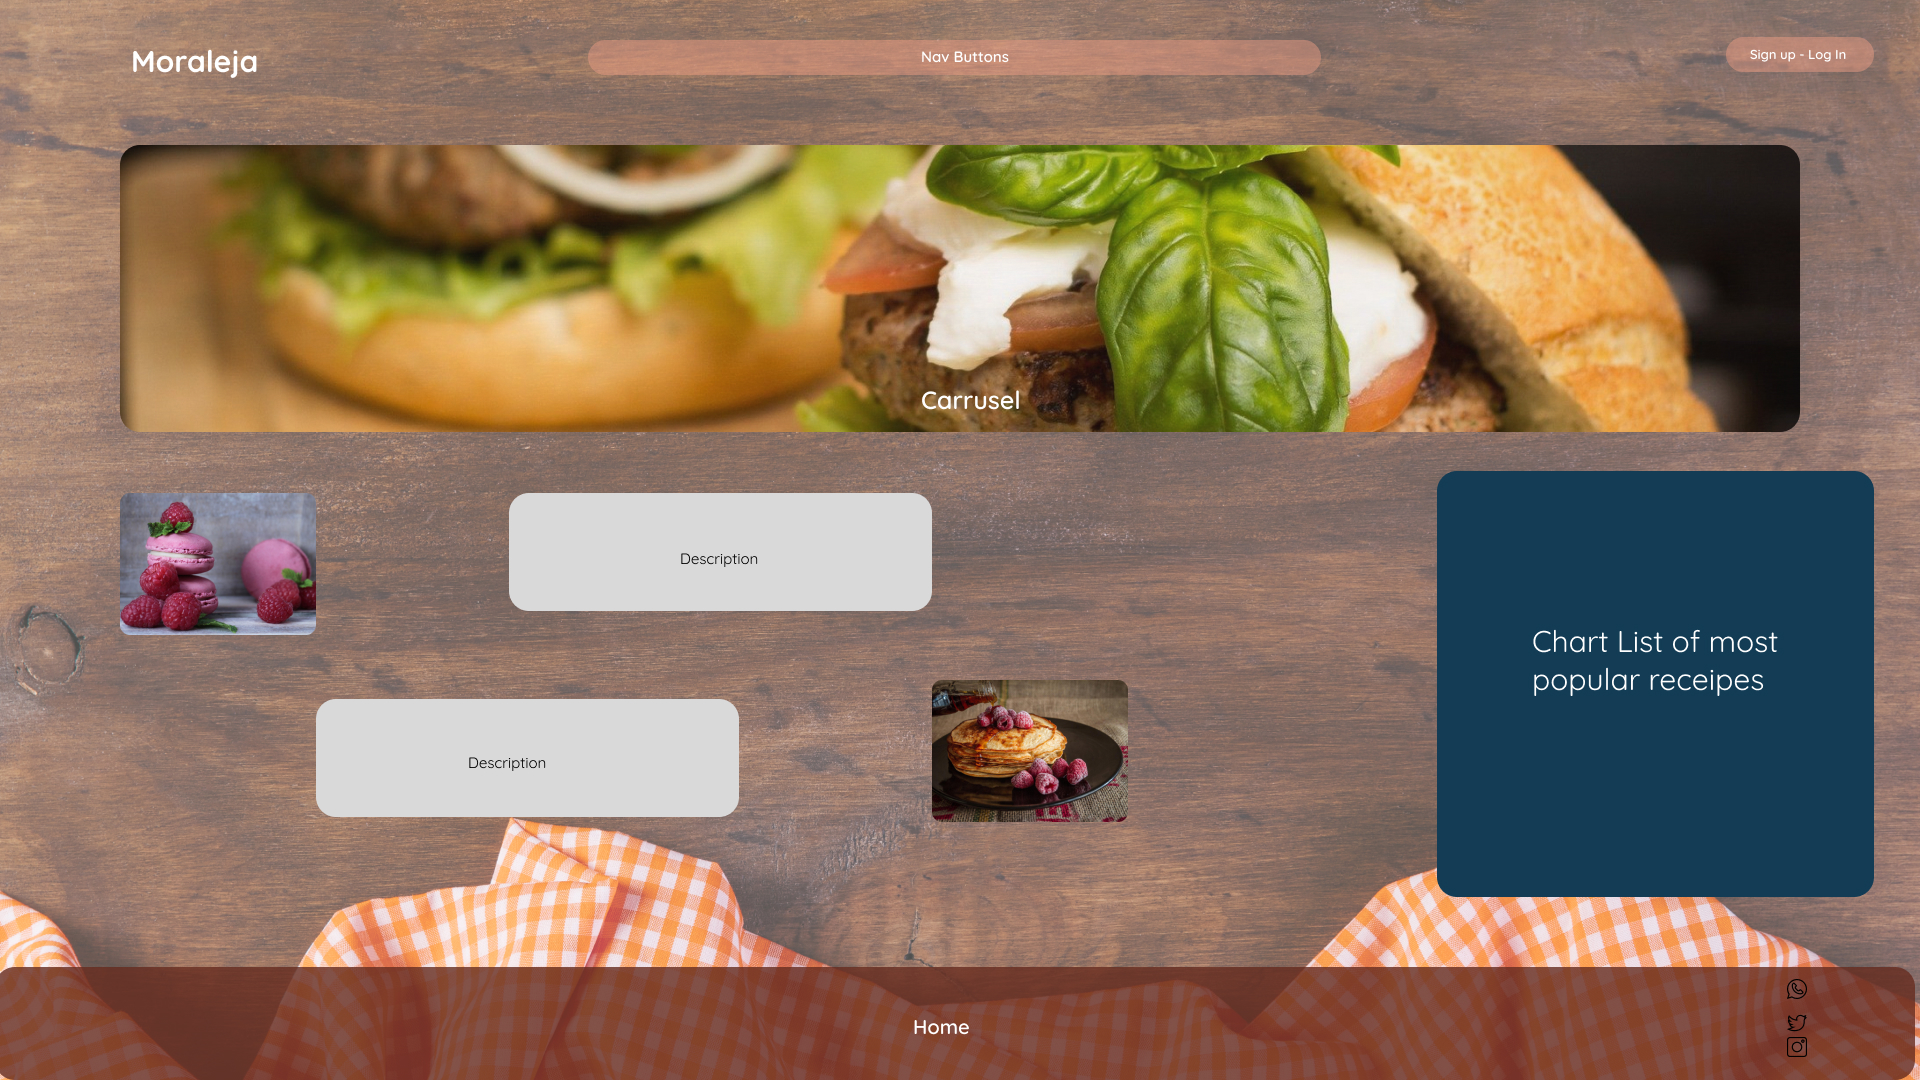 Moraleja
Nav Buttons
Sign up - Log In
Carrusel
Description
Chart List of most
popular receipes
Description
Home